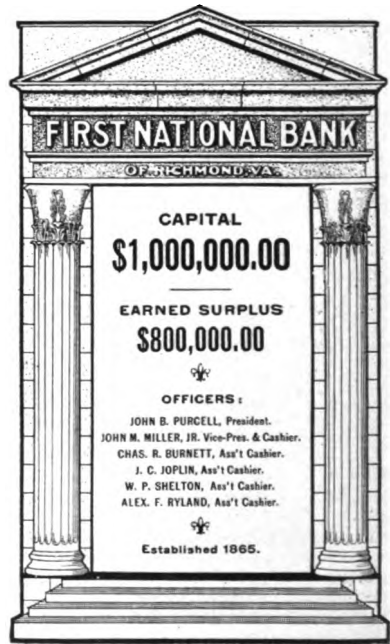 FIRST NATIONAL BANK
OF RICHMOND, VA.
CAPITAL
$1,000,000.00
EARNED SURPLUS
$800,000.00
OFFICERS:
JOHN B. PURCELL, President.
JOHN M. MILLER, JR. Vice-Pres. & Cashier.
CHAS. R. BURNETT, Ass't Cashier.
J. C. JOPLIN, Ass't Cashier.
W. P. SHELTON, Ass't Cashier.
ALEX. F. RYLAND, Ass't Cashier.
Established 1865.